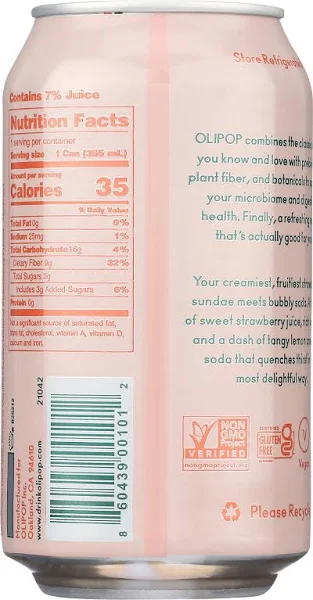 Store Refrigerated
Contains 7% Juice
Nutrition Facts
1 serving per container
Serving size 1 Can (355 mL)
Amount per serving
Calories 35
% Daily Value
Total Fat 0g 0%
Sodium 25mg 1%
Total Carbohydrate 16g 4%
Dietary Fiber 9g 32%
Total Sugars 5g
Includes 3g Added Sugars 6%
Protein 0g
Not a significant source of saturated fat,
trans fat, cholesterol, vitamin A, vitamin D,
calcium and iron.
OLIPOP combines the
you know and love with
plant fiber, and botanicals to
your microbiome and
health. Finally, a refreshing
that's actually good for
Your creamiest, fruitiest
sundae meets bubbly soda. A
of sweet strawberry juice,
and a dash of tangy lemon
soda that quenches
most delightful way.
21042
8 60439 00101 2
Manufactured for
OLIPOP Inc.
Oakland, CA 94610
www.drinkolipop.com
NON
GMO
Project
VERIFIED
nongmoproject.org
CERTIFIED
GLUTEN
FREE
Vegan
Please Recycle